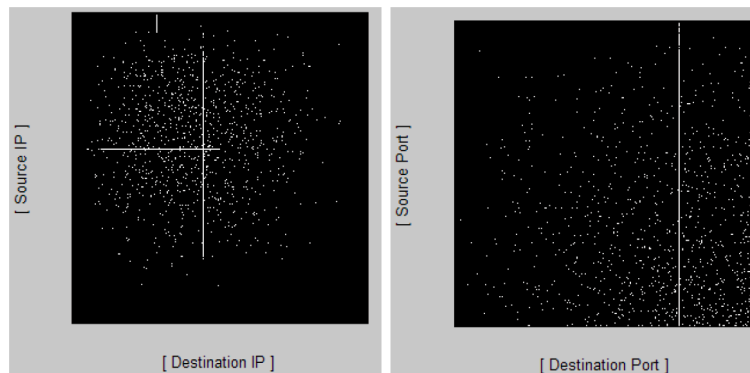 [ Source IP ]
[ Destination IP ]
[ Source Port ]
[ Destination Port ]